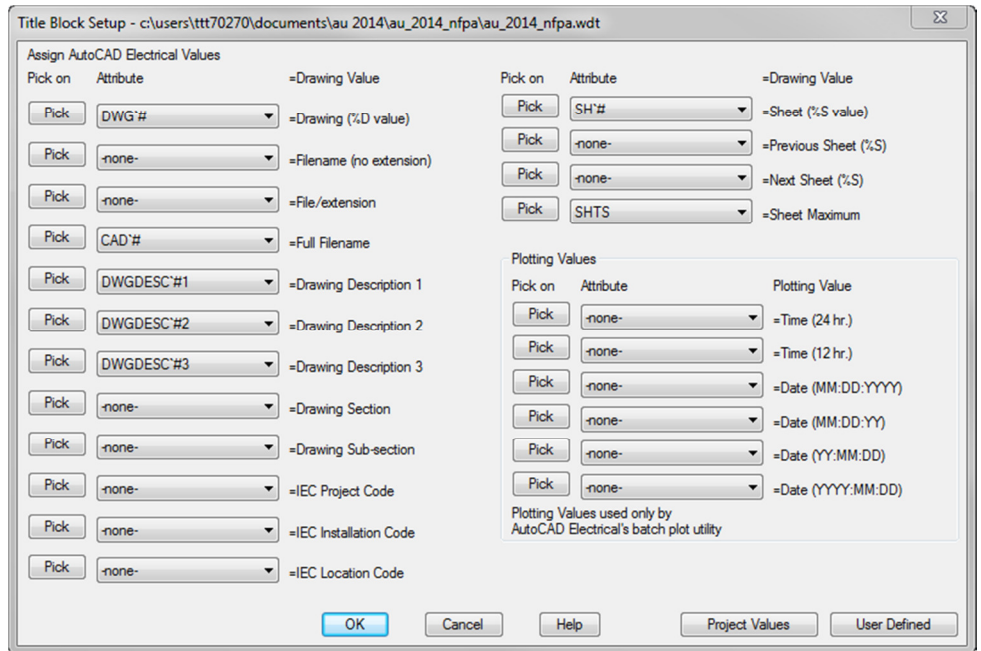 Title Block Setup - c:\users\ttt70270\documents\au 2014\au_2014_nfpa\au_2014_nfpa.wdt
Assign AutoCAD Electrical Values
Pick on Attribute =Drawing Value
Pick DWG`# =Drawing (%D value)
Pick -none- =Filename (no extension)
Pick -none- =File/extension
Pick CAD`# =Full Filename
Pick DWGDESC`#1 =Drawing Description 1
Pick DWGDESC`#2 =Drawing Description 2
Pick DWGDESC`#3 =Drawing Description 3
Pick -none- =Drawing Section
Pick -none- =Drawing Sub-section
Pick -none- =IEC Project Code
Pick -none- =IEC Installation Code
Pick -none- =IEC Location Code
Pick on Attribute =Drawing Value
Pick SH`# =Sheet (%S value)
Pick -none- =Previous Sheet (%S)
Pick -none- =Next Sheet (%S)
Pick SHTS =Sheet Maximum
Plotting Values
Pick on Attribute Plotting Value
Pick -none- =Time (24 hr.)
Pick -none- =Time (12 hr.)
Pick -none- =Date (MM:DD:YYYY)
Pick -none- =Date (MM:DD:YY)
Pick -none- =Date (YY:MM:DD)
Pick -none- =Date (YYYY:MM:DD)
Plotting Values used only by
AutoCAD Electrical's batch plot utility
OK Cancel Help Project Values User Defined